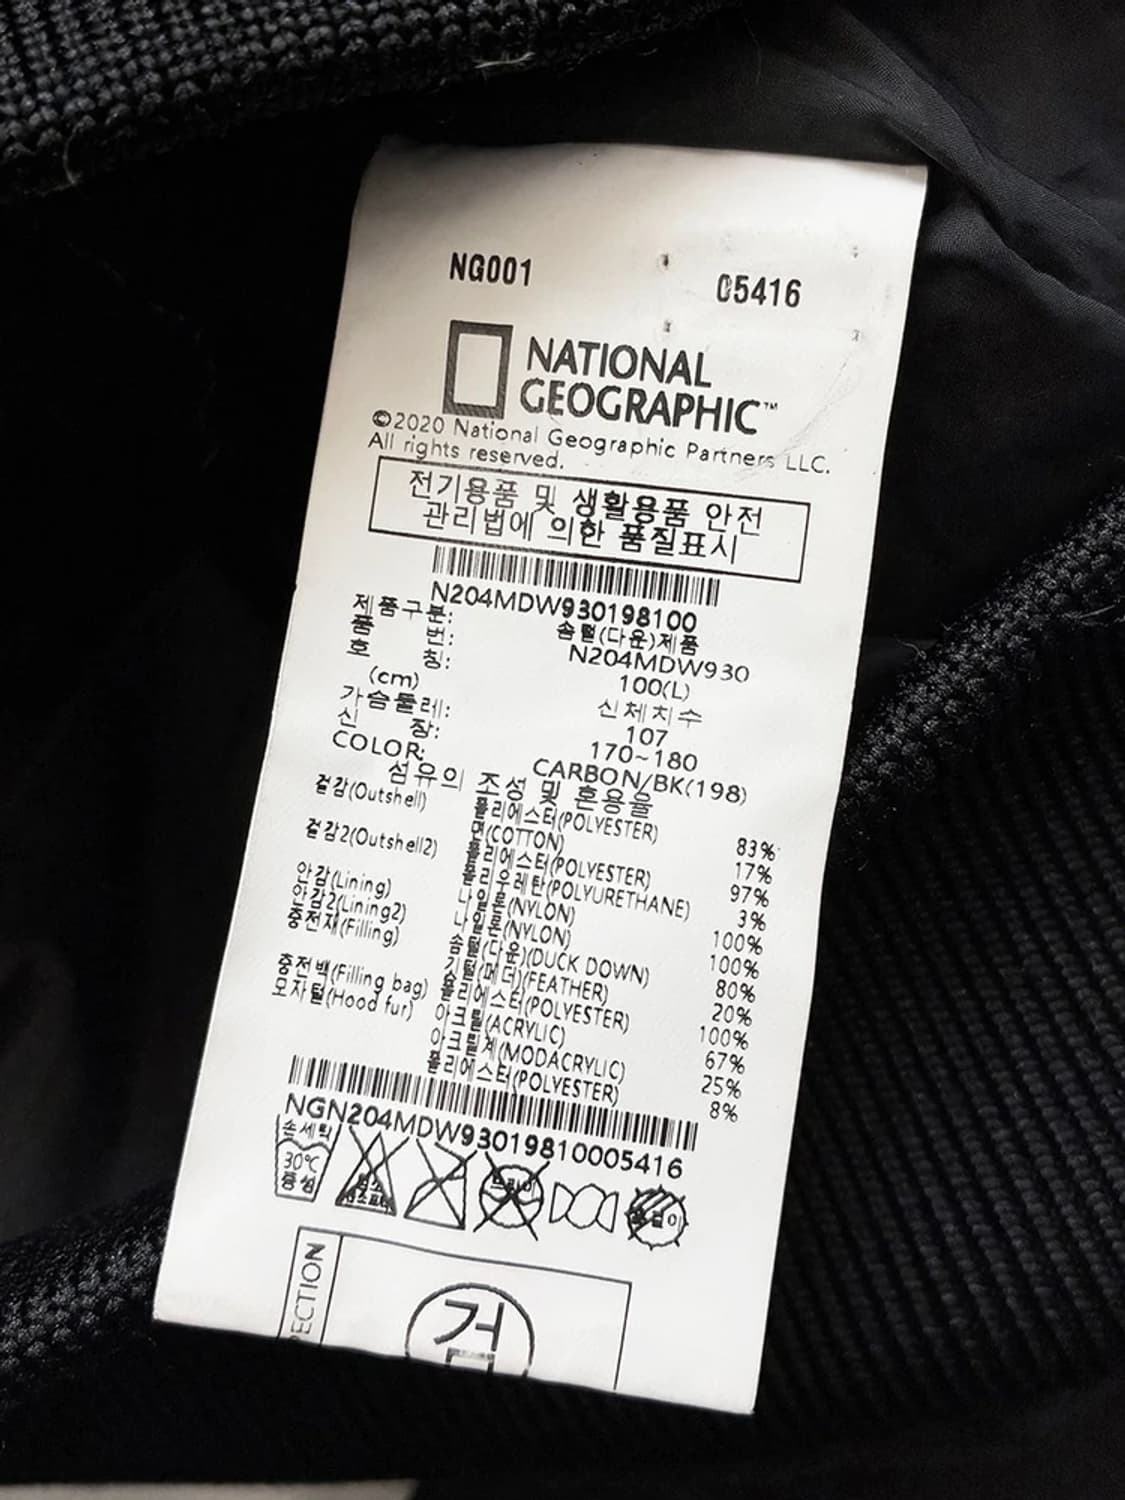 NG001 05416
NATIONAL
GEOGRAPHIC™
©2020 National Geographic Partners LLC.
All rights reserved.
전기용품 및 생활용품 안전
관리법에 의한 품질표시
N204MDW930198100
제품구분: 솜털(다운)제품
품 번: N204MDW930
호 칭: 100(L)
(cm) 신체치수
가슴둘레: 107
신 장: 170~180
COLOR: CARBON/BK(198)
섬유의 조성 및 혼용율
겉감(Outshell) 폴리에스터(POLYESTER) 83%
면(COTTON) 17%
겉감2(Outshell2) 폴리에스터(POLYESTER) 97%
폴리우레탄(POLYURETHANE) 3%
안감(Lining) 나일론(NYLON) 100%
안감2(Lining2) 나일론(NYLON) 100%
충전재(Filling) 솜털(다운)(DUCK DOWN) 80%
깃털(페더)(FEATHER) 20%
충전백(Filling bag) 폴리에스터(POLYESTER) 100%
모자털(Hood fur) 아크릴(ACRYLIC) 67%
아크릴계(MODACRYLIC) 25%
폴리에스터(POLYESTER) 8%
NGN204MDW93019810005416
손세탁
30℃
중성
드라이
검